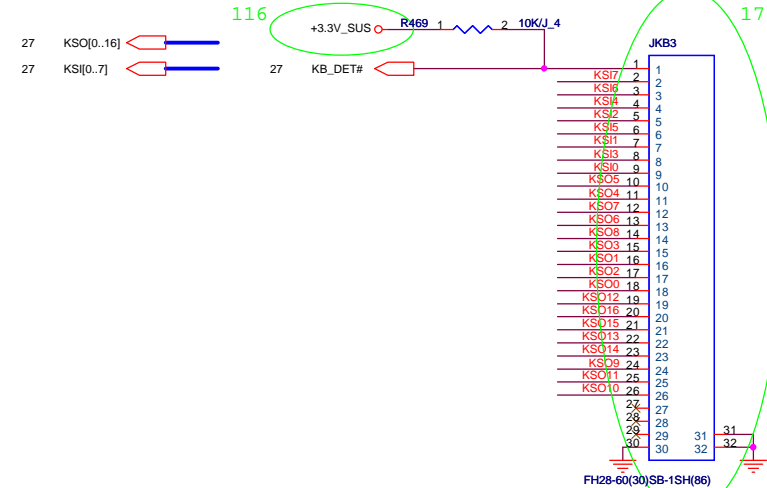 116
17
+3.3V_SUS R469 1 2 10K/J_4
27 KSO[0..16]
JKB3
27 KSI[0..7] 27 KB_DET#
1 1
KSI7 2 2
KSI6 3 3
KSI4 4 4
KSI2 5 5
KSI5 6 6
KSI1 7 7
KSI3 8 8
KSI0 9 9
KSO5 10 10
KSO4 11 11
KSO7 12 12
KSO6 13 13
KSO8 14 14
KSO3 15 15
KSO1 16 16
KSO2 17 17
KSO0 18 18
KSO12 19 19
KSO16 20 20
KSO15 21 21
KSO13 22 22
KSO14 23 23
KSO9 24 24
KSO11 25 25
KSO10 26 26
27 27
28 28
29 29 31 31
30 30 32 32
FH28-60(30)SB-1SH(86)